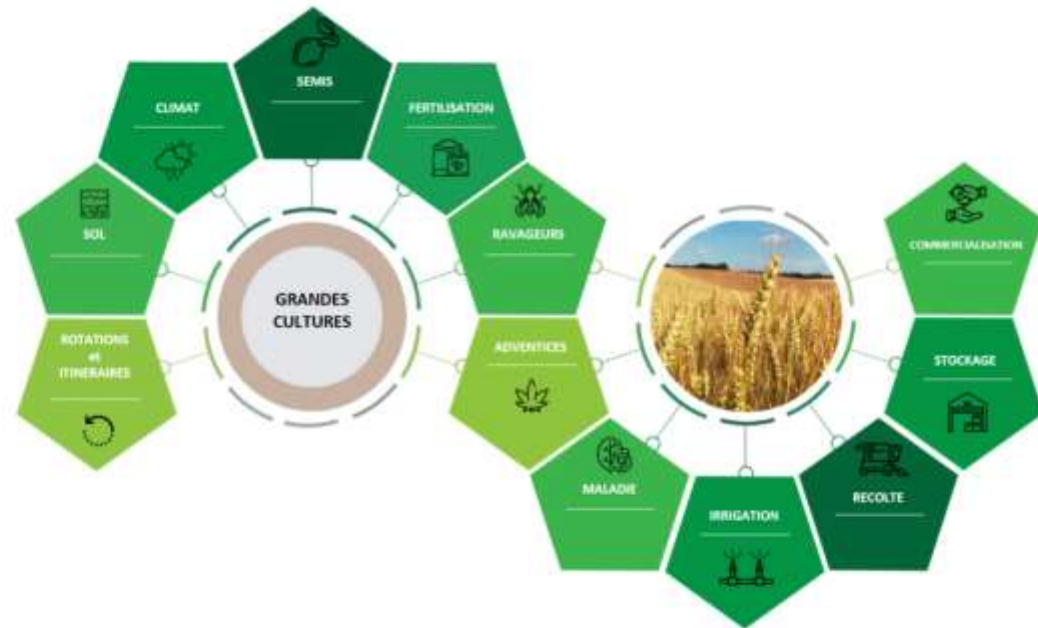 SEMIS
CLIMAT
FERTILISATION
SOL
RAVAGEURS
COMMERCIALISATION
GRANDES
CULTURES
ROTATIONS
et
ITINERAIRES
ADVENTICES
STOCKAGE
MALADIE
RECOLTE
IRRIGATION